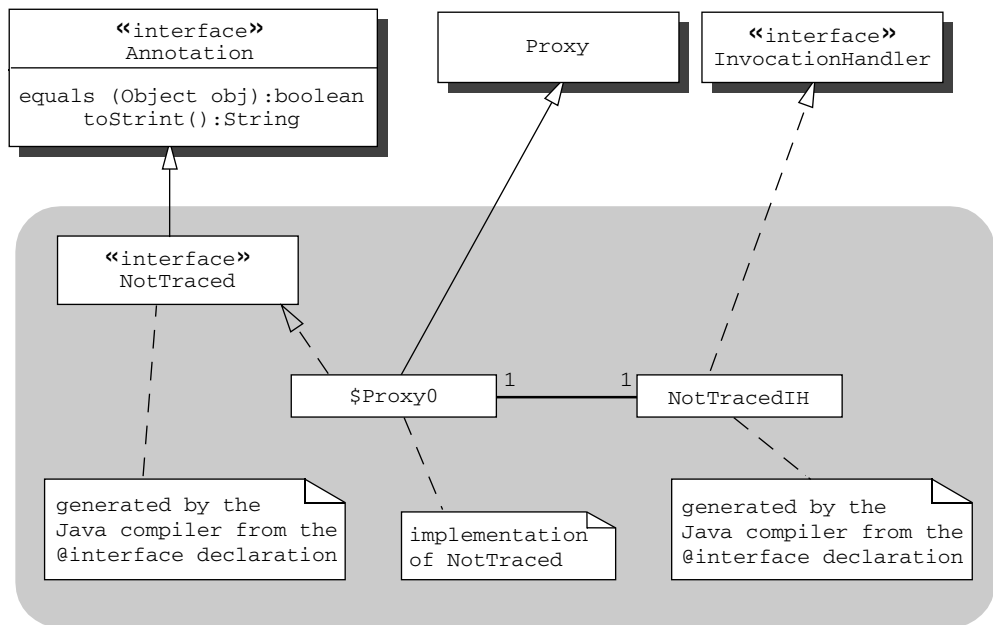 «interface»
Annotation
equals (Object obj):boolean
toStrint():String
Proxy
«interface»
InvocationHandler
«interface»
NotTraced
$Proxy0
1
1
NotTracedIH
generated by the
Java compiler from the
@interface declaration
implementation
of NotTraced
generated by the
Java compiler from the
@interface declaration